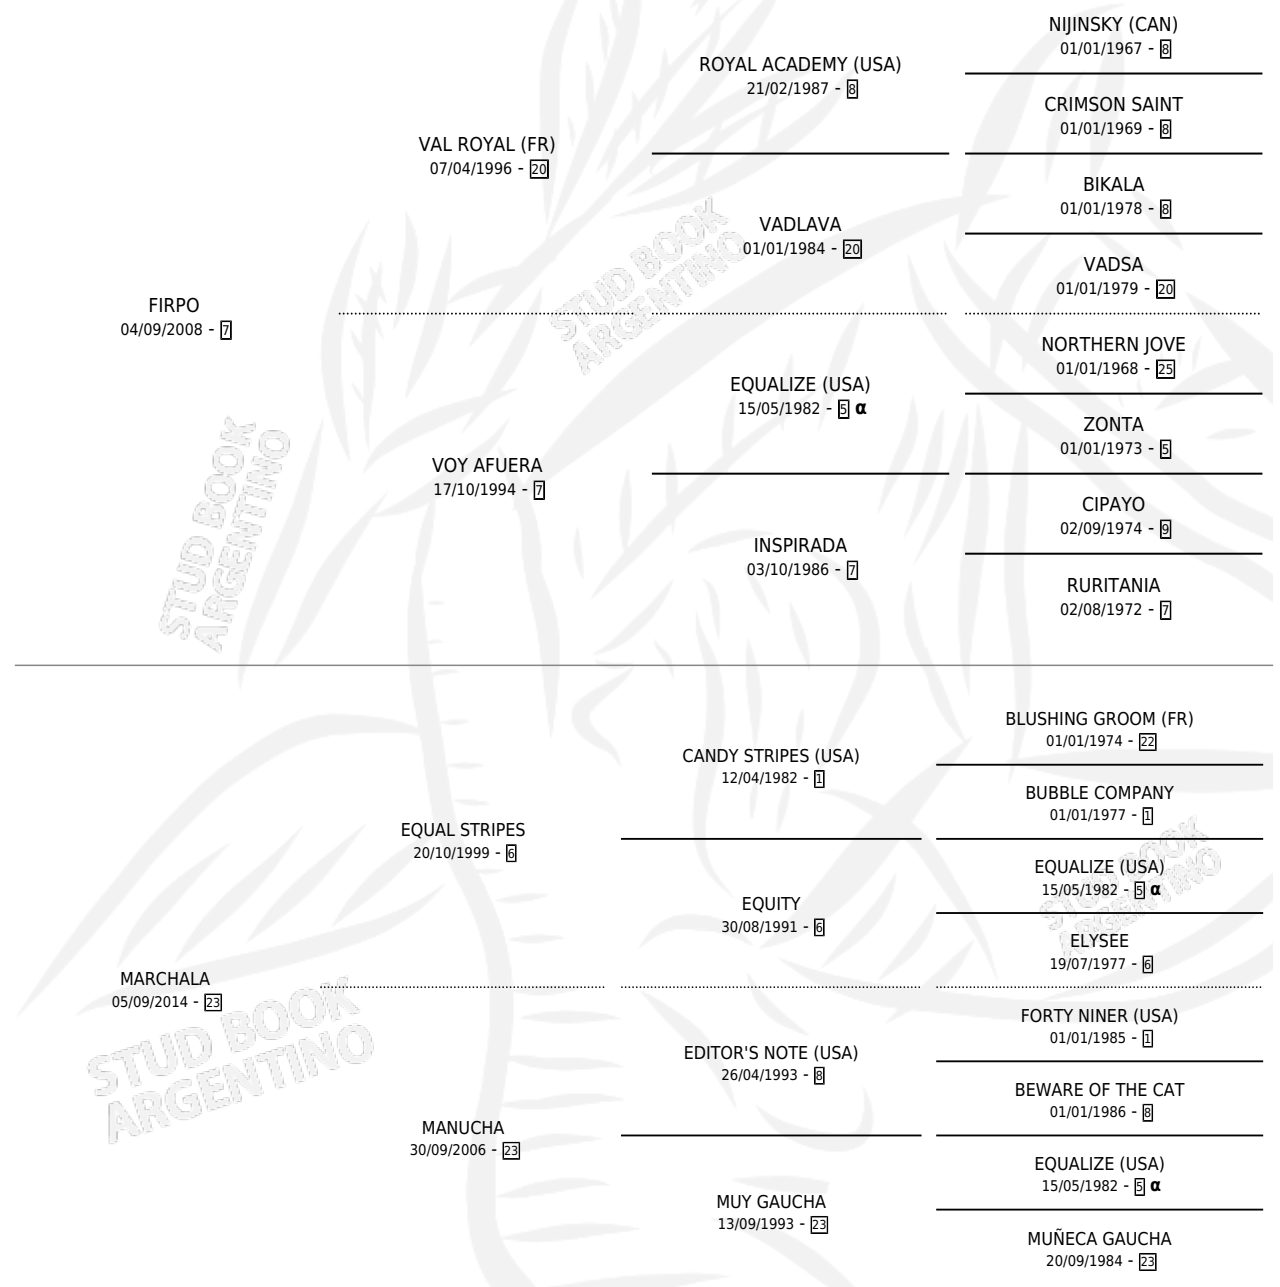 NIJINSKY (CAN)
01/01/1967 - 8
ROYAL ACADEMY (USA)
21/02/1987 - 8
CRIMSON SAINT
01/01/1969 - 8
VAL ROYAL (FR)
07/04/1996 - 20
BIKALA
01/01/1978 - 8
VADLAVA
01/01/1984 - 20
VADSA
01/01/1979 - 20
FIRPO
04/09/2008 - 7
NORTHERN JOVE
01/01/1968 - 25
EQUALIZE (USA)
15/05/1982 - 5 α
ZONTA
01/01/1973 - 5
VOY AFUERA
17/10/1994 - 7
CIPAYO
02/09/1974 - 9
INSPIRADA
03/10/1986 - 7
RURITANIA
02/08/1972 - 7
BLUSHING GROOM (FR)
01/01/1974 - 22
CANDY STRIPES (USA)
12/04/1982 - 1
BUBBLE COMPANY
01/01/1977 - 1
EQUAL STRIPES
20/10/1999 - 6
EQUALIZE (USA)
15/05/1982 - 5 α
EQUITY
30/08/1991 - 6
ELYSEE
19/07/1977 - 6
MARCHALA
05/09/2014 - 23
FORTY NINER (USA)
01/01/1985 - 1
EDITOR'S NOTE (USA)
26/04/1993 - 8
BEWARE OF THE CAT
01/01/1986 - 8
MANUCHA
30/09/2006 - 23
EQUALIZE (USA)
15/05/1982 - 5 α
MUY GAUCHA
13/09/1993 - 23
MUÑECA GAUCHA
20/09/1984 - 23
STUD BOOK
ARGENTINO
STUD BOOK
ARGENTINO
STUD BOOK
ARGENTINO
STUD BOOK
ARGENTINO